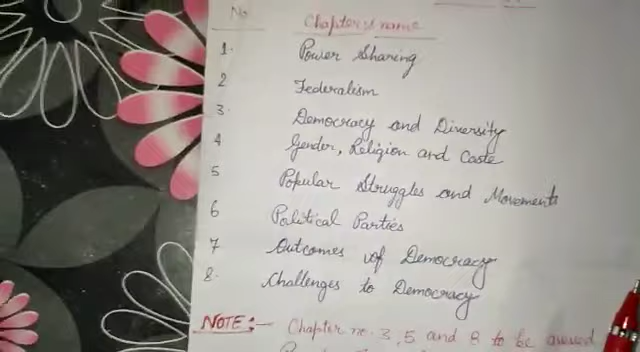 No. Chapter's name
1. Power Sharing
2 Federalism
3. Democracy and Diversity
4 Gender, Religion and Caste
5 Popular Struggles and Movements
6 Political Parties
7 Outcomes of Democracy
8. Challenges to Democracy
NOTE:- Chapter no. 3, 5 and 8 to be